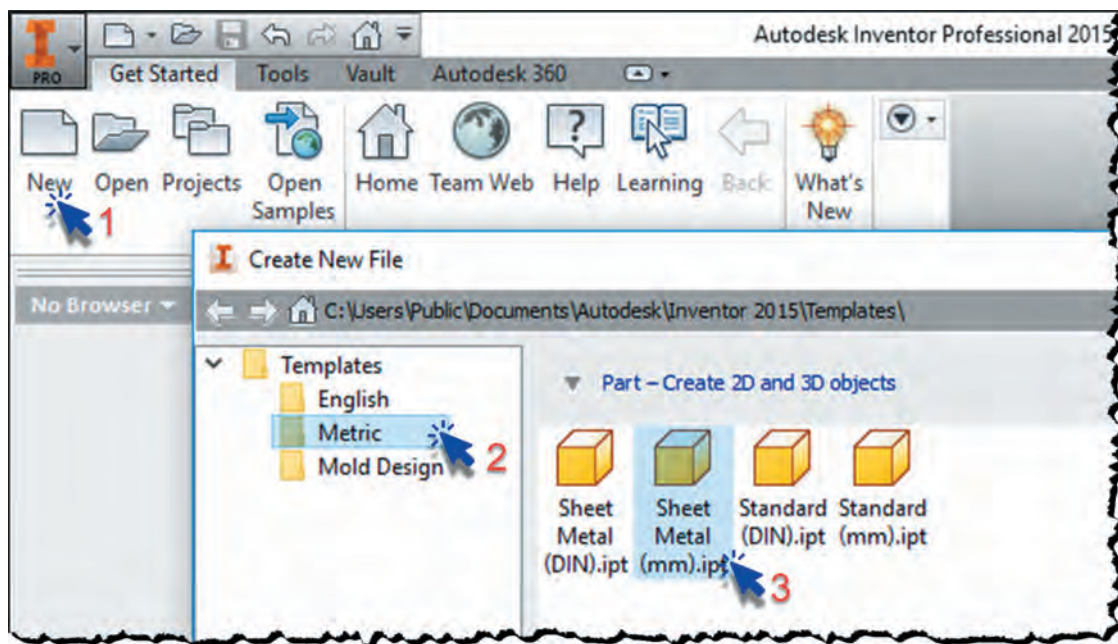 Autodesk Inventor Professional 2015
PRO
Get Started Tools Vault Autodesk 360
New Open Projects Open Samples Home Team Web Help Learning Back What's New
1
Create New File
No Browser
C:\Users\Public\Documents\Autodesk\Inventor 2015\Templates\
Templates
English
Metric
Mold Design
2
Part – Create 2D and 3D objects
Sheet Metal (DIN).ipt
Sheet Metal (mm).ipt
Standard (DIN).ipt
Standard (mm).ipt
3